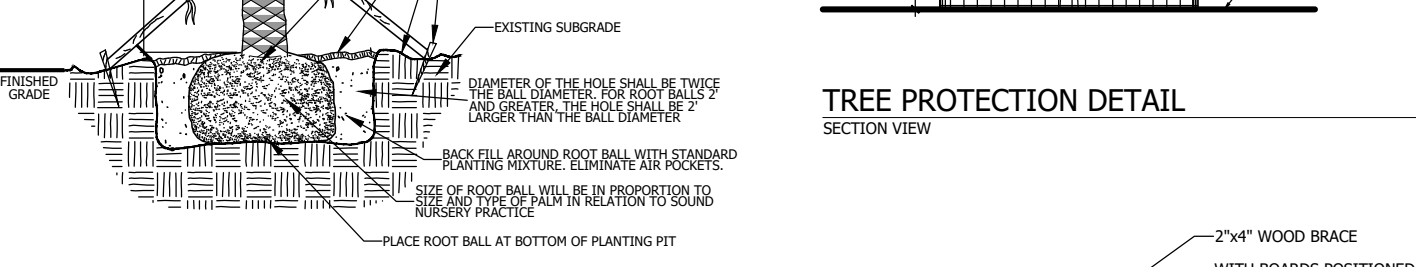 EXISTING SUBGRADE
FINISHED
GRADE
DIAMETER OF THE HOLE SHALL BE TWICE
THE BALL DIAMETER. FOR ROOT BALLS 2'
AND GREATER, THE HOLE SHALL BE 2'
LARGER THAN THE BALL DIAMETER
BACK FILL AROUND ROOT BALL WITH STANDARD
PLANTING MIXTURE. ELIMINATE AIR POCKETS.
SIZE OF ROOT BALL WILL BE IN PROPORTION TO
SIZE AND TYPE OF PALM IN RELATION TO SOUND
NURSERY PRACTICE
PLACE ROOT BALL AT BOTTOM OF PLANTING PIT
TREE PROTECTION DETAIL
SECTION VIEW
2"x4" WOOD BRACE
WITH BOARDS POSITIONED